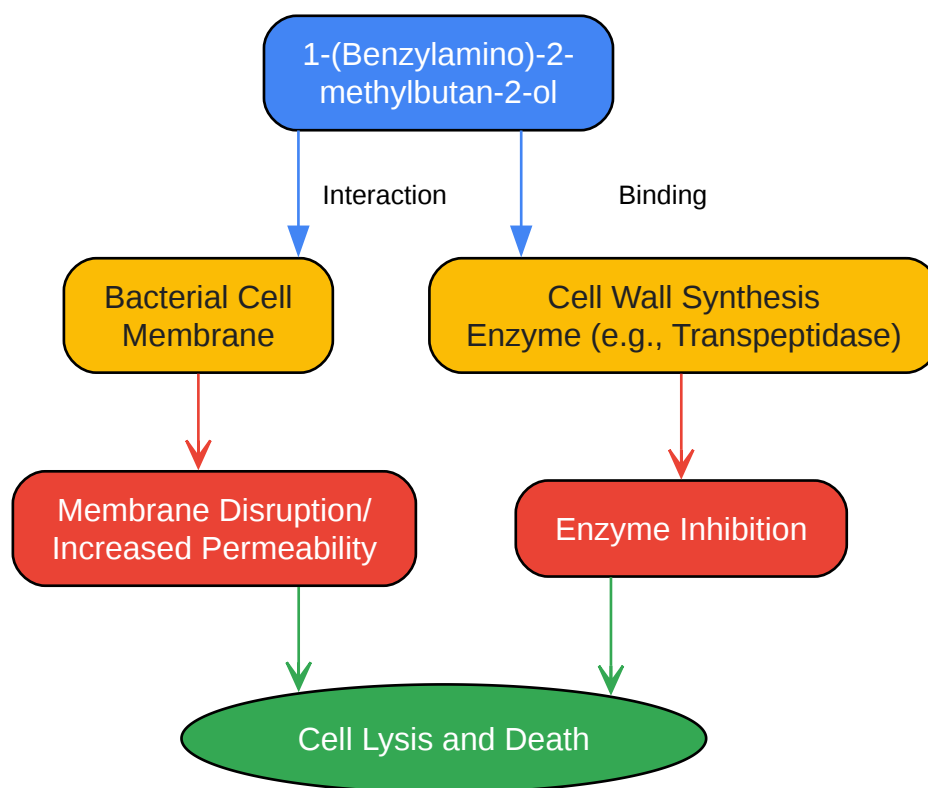 1-(Benzylamino)-2-
methylbutan-2-ol
Interaction
Binding
Bacterial Cell
Membrane
Cell Wall Synthesis
Enzyme (e.g., Transpeptidase)
Membrane Disruption/
Increased Permeability
Enzyme Inhibition
Cell Lysis and Death